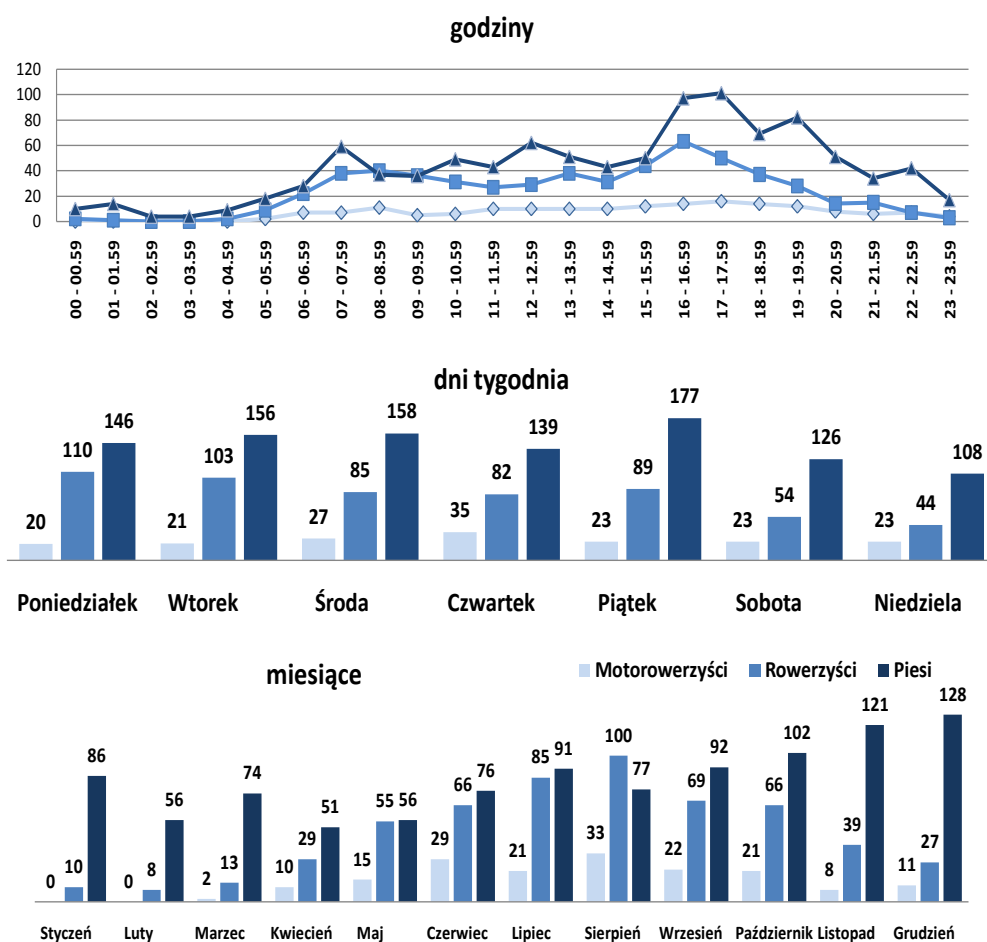 godziny
120
100
80
60
40
20
0
00 - 00.59
01 - 01.59
02 - 02.59
03 - 03.59
04 - 04.59
05 - 05.59
06 - 06.59
07 - 07.59
08 - 08.59
09 - 09.59
10 - 10.59
11 - 11.59
12 - 12.59
13 - 13.59
14 - 14.59
15 - 15.59
16 - 16.59
17 - 17.59
18 - 18.59
19 - 19.59
20 - 20.59
21 - 21.59
22 - 22.59
23 - 23.59
dni tygodnia
20 110 146 21 103 156 27 85 158 35 82 139 23 89 177 23 54 126 23 44 108
Poniedziałek Wtorek Środa Czwartek Piątek Sobota Niedziela
miesiące
Motorowerzyści Rowerzyści Piesi
0 10 86 0 8 56 2 13 74 10 29 51 15 55 56 29 66 76 21 85 91 33 100 77 22 69 92 21 66 102 8 39 121 11 27 128
Styczeń Luty Marzec Kwiecień Maj Czerwiec Lipiec Sierpień Wrzesień Październik Listopad Grudzień